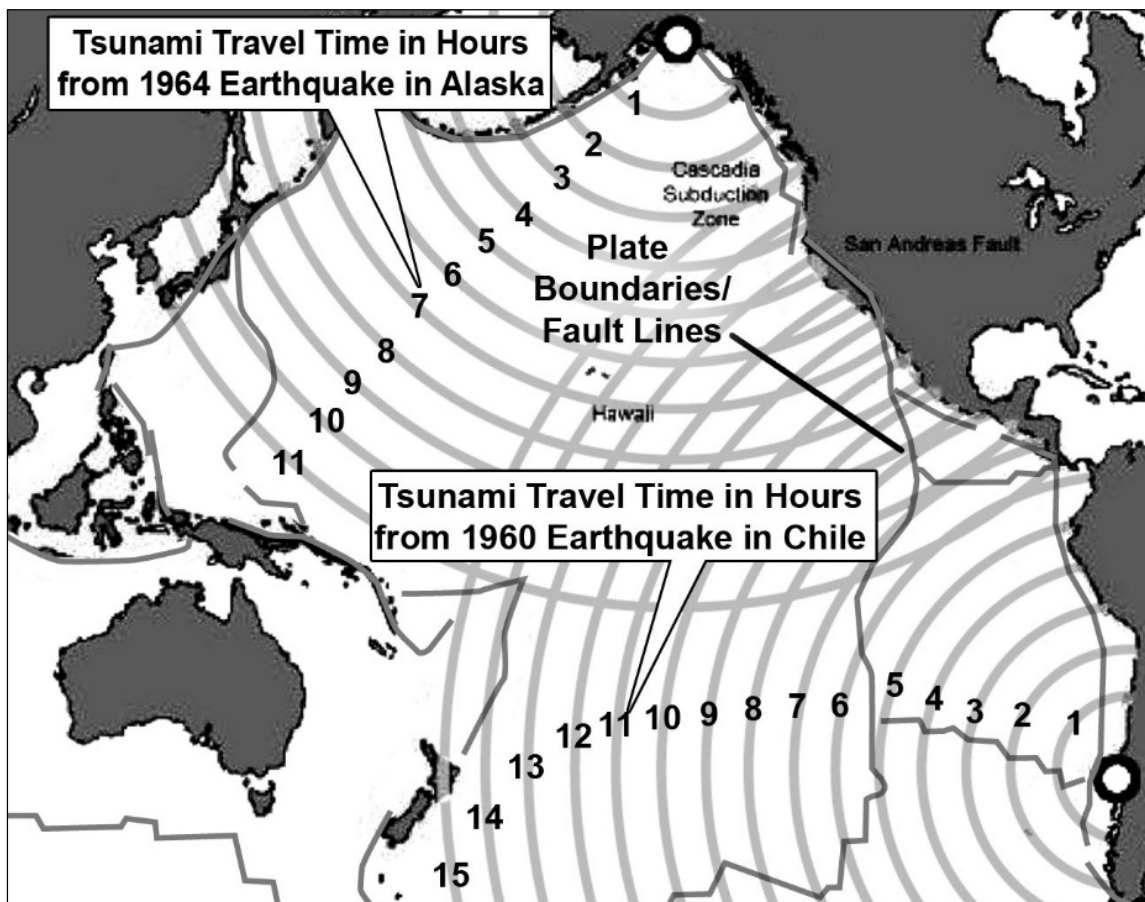 Tsunami Travel Time in Hours
from 1964 Earthquake in Alaska
1
2
3
4
5
6
7
8
9
10
11
Cascadia
Subduction
Zone
San Andreas Fault
Plate
Boundaries/
Fault Lines
Hawaii
Tsunami Travel Time in Hours
from 1960 Earthquake in Chile
1
2
3
4
5
6
7
8
9
10
11
12
13
14
15